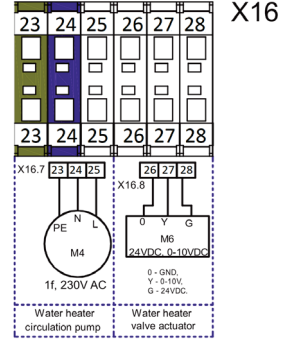 X16
23 24 25 26 27 28
23 24 25 26 27 28
X16.7 23 24 25 26 27 28
X16.8
PE N L
M4
1f, 230V AC
0 Y G
M6
24VDC, 0-10VDC
0 - GND,
Y - 0-10V,
G - 24VDC.
Water heater
circulation pump
Water heater
valve actuator